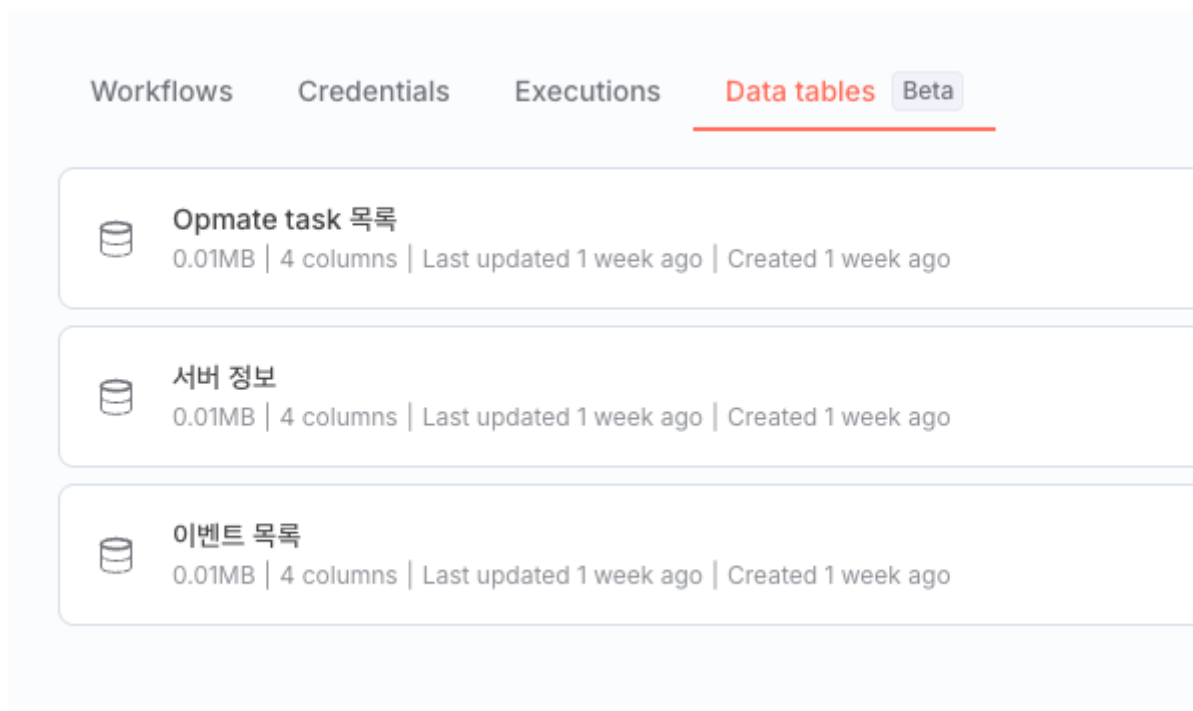 Workflows Credentials Executions Data tables Beta
Opmate task 목록
0.01MB | 4 columns | Last updated 1 week ago | Created 1 week ago
서버 정보
0.01MB | 4 columns | Last updated 1 week ago | Created 1 week ago
이벤트 목록
0.01MB | 4 columns | Last updated 1 week ago | Created 1 week ago